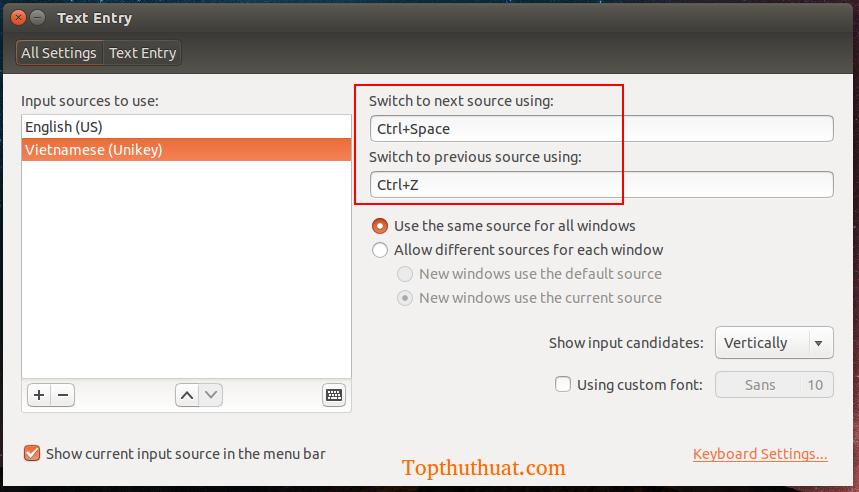 Text Entry
All Settings Text Entry
Input sources to use:
English (US)
Vietnamese (Unikey)
Switch to next source using:
Ctrl+Space
Switch to previous source using:
Ctrl+Z
Use the same source for all windows
Allow different sources for each window
New windows use the default source
New windows use the current source
Show input candidates: Vertically
Using custom font: Sans 10
Show current input source in the menu bar
Topthuthuat.com
Keyboard Settings...